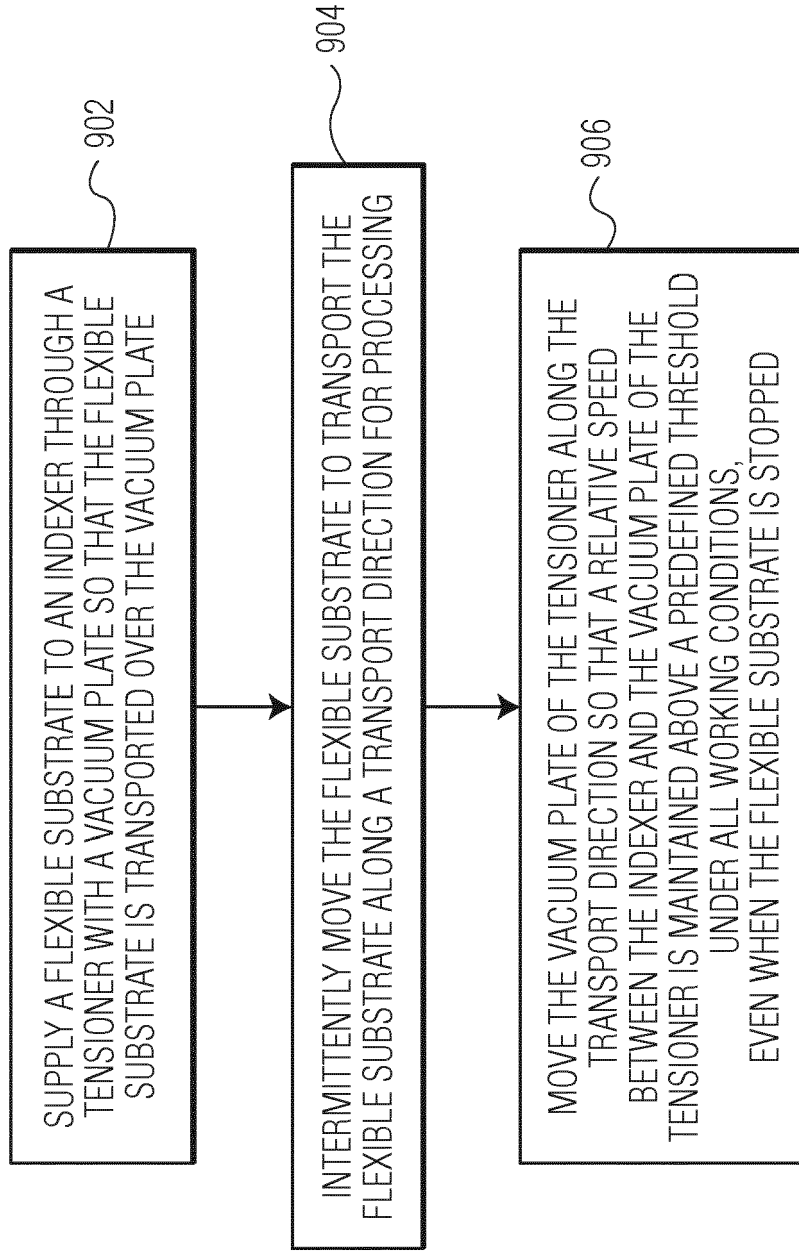 SUPPLY A FLEXIBLE SUBSTRATE TO AN INDEXER THROUGH A
TENSIONER WITH A VACUUM PLATE SO THAT THE FLEXIBLE
SUBSTRATE IS TRANSPORTED OVER THE VACUUM PLATE
902
INTERMITTENTLY MOVE THE FLEXIBLE SUBSTRATE TO TRANSPORT THE
FLEXIBLE SUBSTRATE ALONG A TRANSPORT DIRECTION FOR PROCESSING
904
MOVE THE VACUUM PLATE OF THE TENSIONER ALONG THE
TRANSPORT DIRECTION SO THAT A RELATIVE SPEED
BETWEEN THE INDEXER AND THE VACUUM PLATE OF THE
TENSIONER IS MAINTAINED ABOVE A PREDEFINED THRESHOLD
UNDER ALL WORKING CONDITIONS,
EVEN WHEN THE FLEXIBLE SUBSTRATE IS STOPPED
906